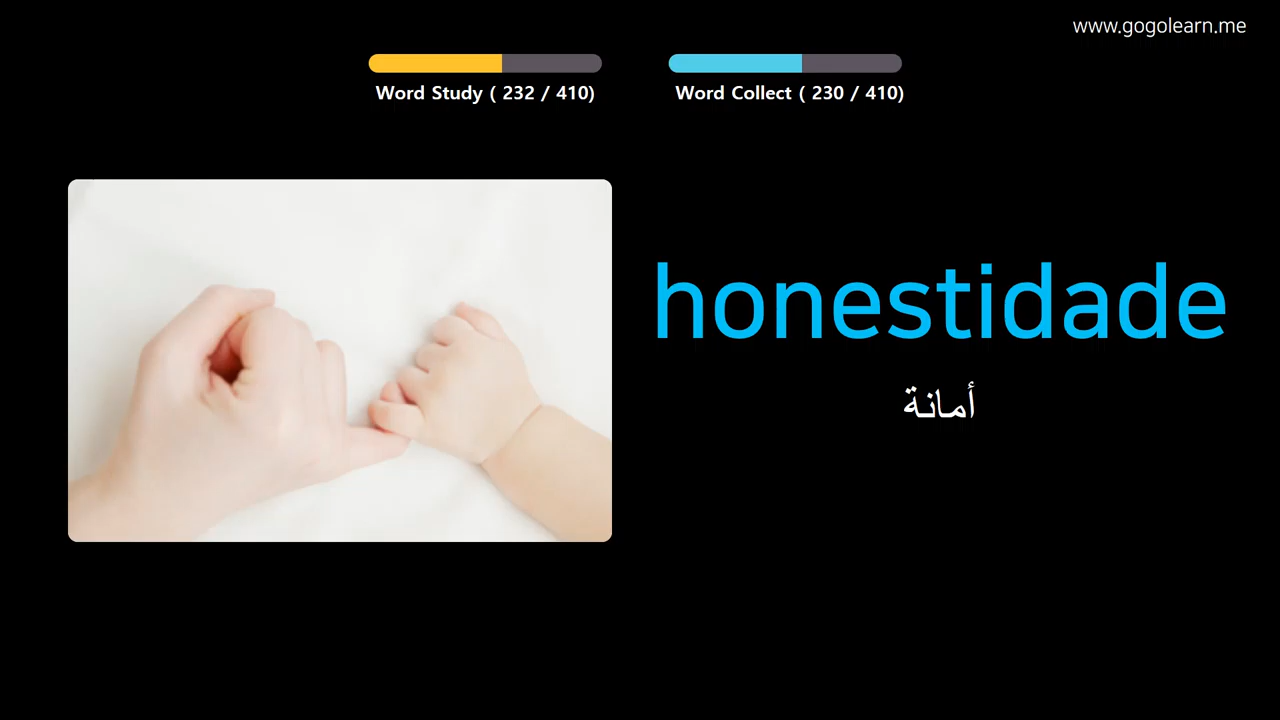 www.gogolearn.me
Word Study ( 232 / 410)
Word Collect ( 230 / 410)
honestidade
أمانة